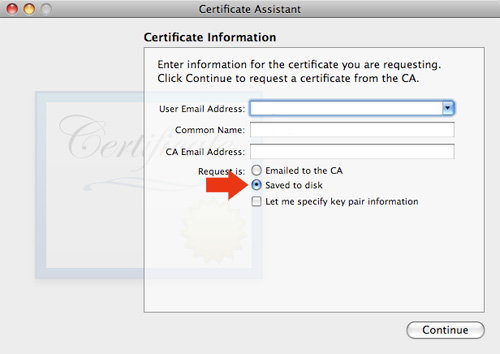 Certificate Assistant
Certificate Information
Enter information for the certificate you are requesting.
Click Continue to request a certificate from the CA.
User Email Address:
Common Name:
CA Email Address:
Request is: Emailed to the CA
Saved to disk
Let me specify key pair information
Certificate
Continue